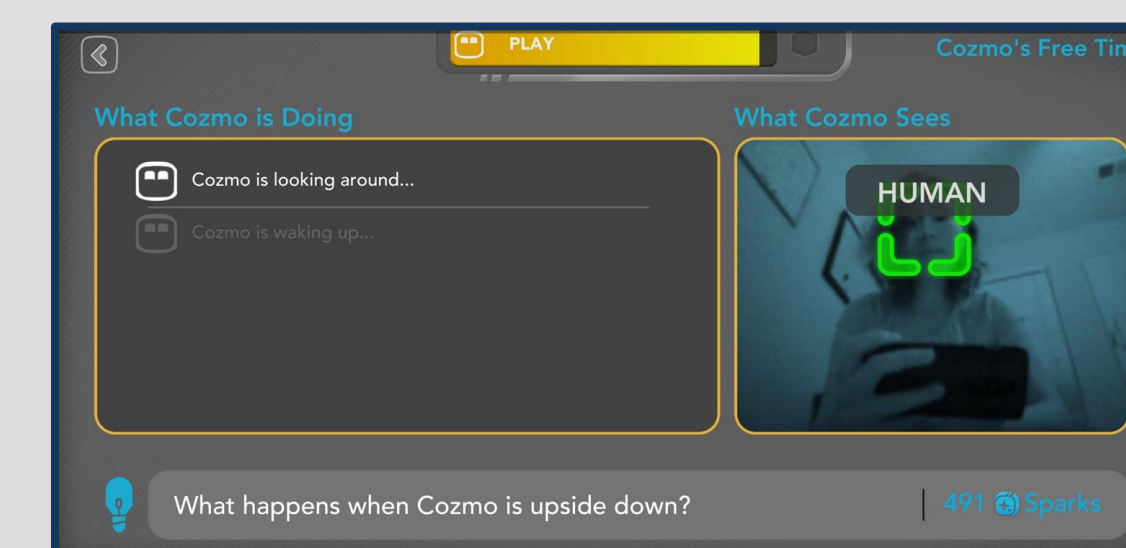 PLAY
Cozmo's Free Tim
What Cozmo is Doing
What Cozmo Sees
Cozmo is looking around...
Cozmo is waking up...
HUMAN
What happens when Cozmo is upside down?
491 Sparks